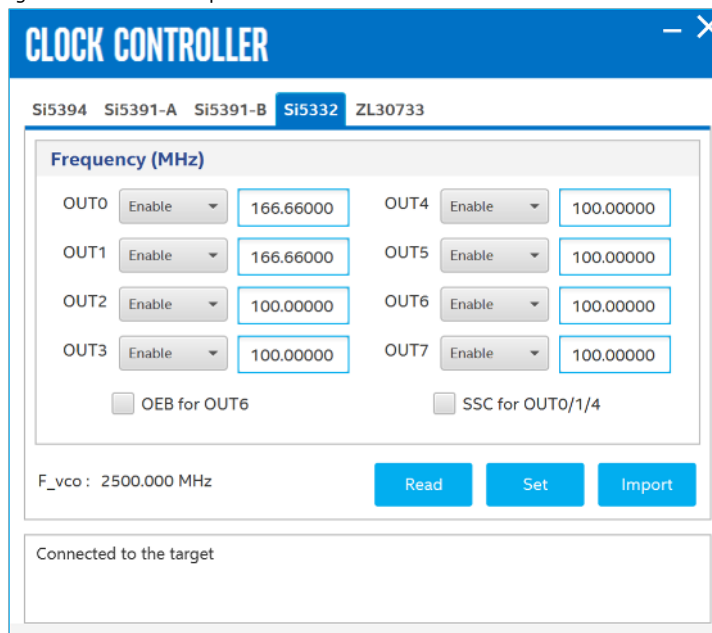 CLOCK CONTROLLER
Si5394 Si5391-A Si5391-B Si5332 ZL30733
Frequency (MHz)
OUT0 Enable 166.66000 OUT4 Enable 100.00000
OUT1 Enable 166.66000 OUT5 Enable 100.00000
OUT2 Enable 100.00000 OUT6 Enable 100.00000
OUT3 Enable 100.00000 OUT7 Enable 100.00000
OEB for OUT6 SSC for OUT0/1/4
F_vco : 2500.000 MHz Read Set Import
Connected to the target